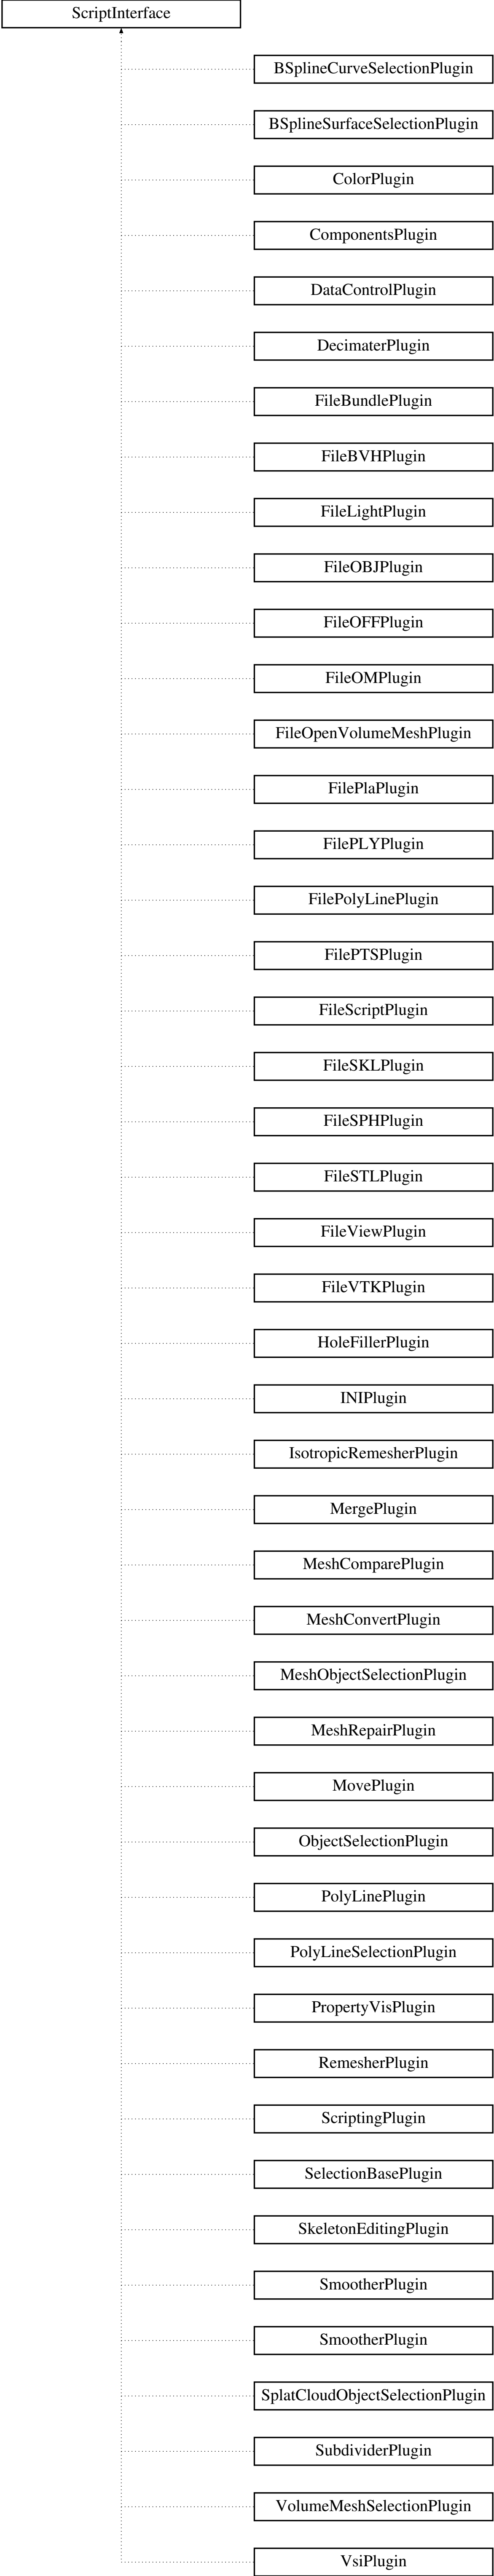 ScriptInterface
BSplineCurveSelectionPlugin
BSplineSurfaceSelectionPlugin
ColorPlugin
ComponentsPlugin
DataControlPlugin
DecimaterPlugin
FileBundlePlugin
FileBVHPlugin
FileLightPlugin
FileOBJPlugin
FileOFFPlugin
FileOMPlugin
FileOpenVolumeMeshPlugin
FilePlaPlugin
FilePLYPlugin
FilePolyLinePlugin
FilePTSPlugin
FileScriptPlugin
FileSKLPlugin
FileSPHPlugin
FileSTLPlugin
FileViewPlugin
FileVTKPlugin
HoleFillerPlugin
INIPlugin
IsotropicRemesherPlugin
MergePlugin
MeshComparePlugin
MeshConvertPlugin
MeshObjectSelectionPlugin
MeshRepairPlugin
MovePlugin
ObjectSelectionPlugin
PolyLinePlugin
PolyLineSelectionPlugin
PropertyVisPlugin
RemesherPlugin
ScriptingPlugin
SelectionBasePlugin
SkeletonEditingPlugin
SmootherPlugin
SmootherPlugin
SplatCloudObjectSelectionPlugin
SubdividerPlugin
VolumeMeshSelectionPlugin
VsiPlugin